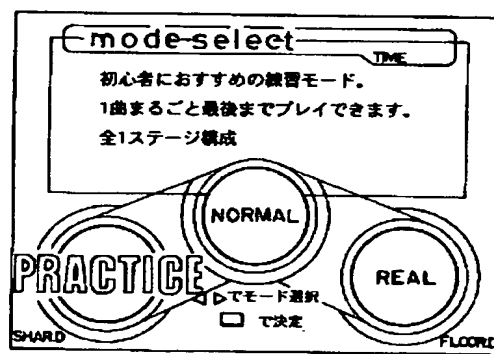 mode-select
TIME
初心者におすすめの練習モード。
1曲まるごと最後までプレイできます。
全1ステージ構成
NORMAL
PRACTICE
REAL
◁ ▷でモード選択
□ で決定
SHARD
FLOORD